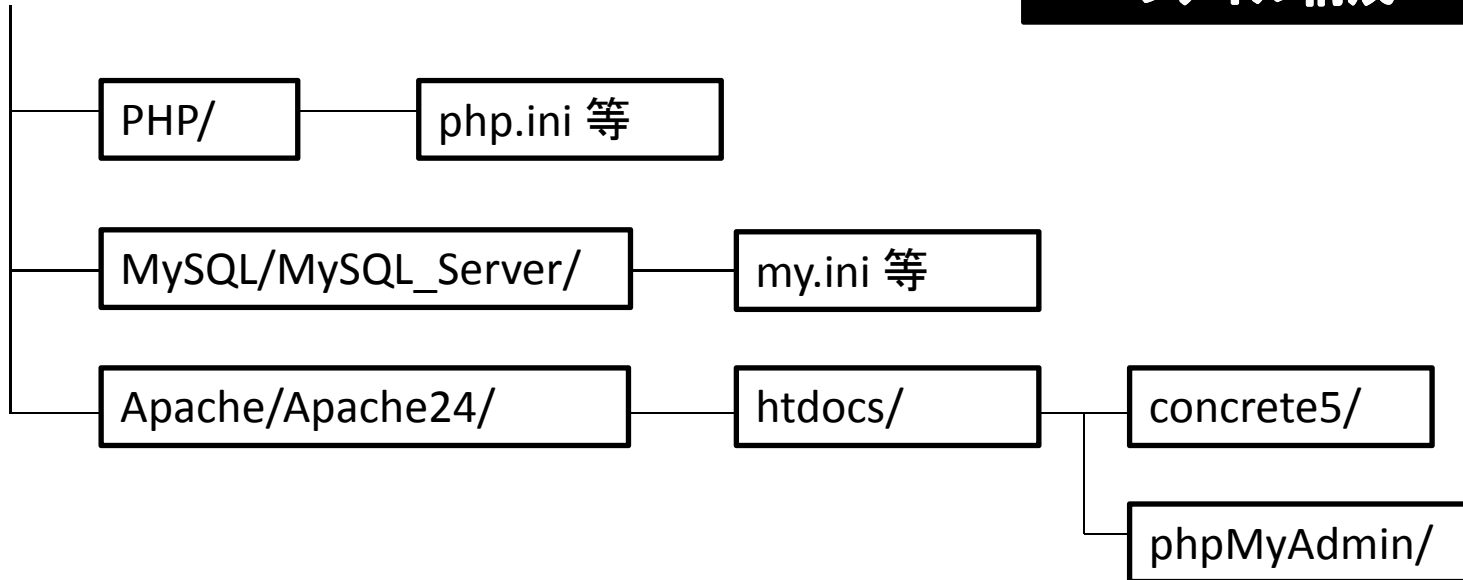 PHP/
php.ini 等
MySQL/MySQL_Server/
my.ini 等
Apache/Apache24/
htdocs/
concrete5/
phpMyAdmin/